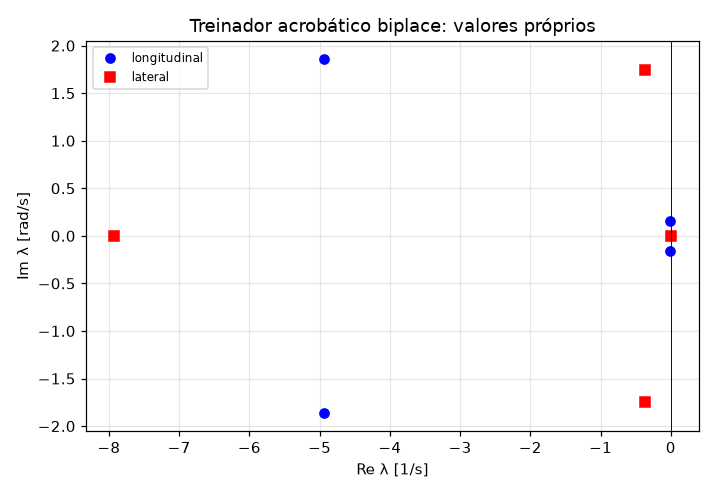 Treinador acrobático biplace: valores próprios
longitudinal
lateral
2.0
1.5
1.0
0.5
0.0
−0.5
−1.0
−1.5
−2.0
Im λ [rad/s]
−8 −7 −6 −5 −4 −3 −2 −1 0
Re λ [1/s]